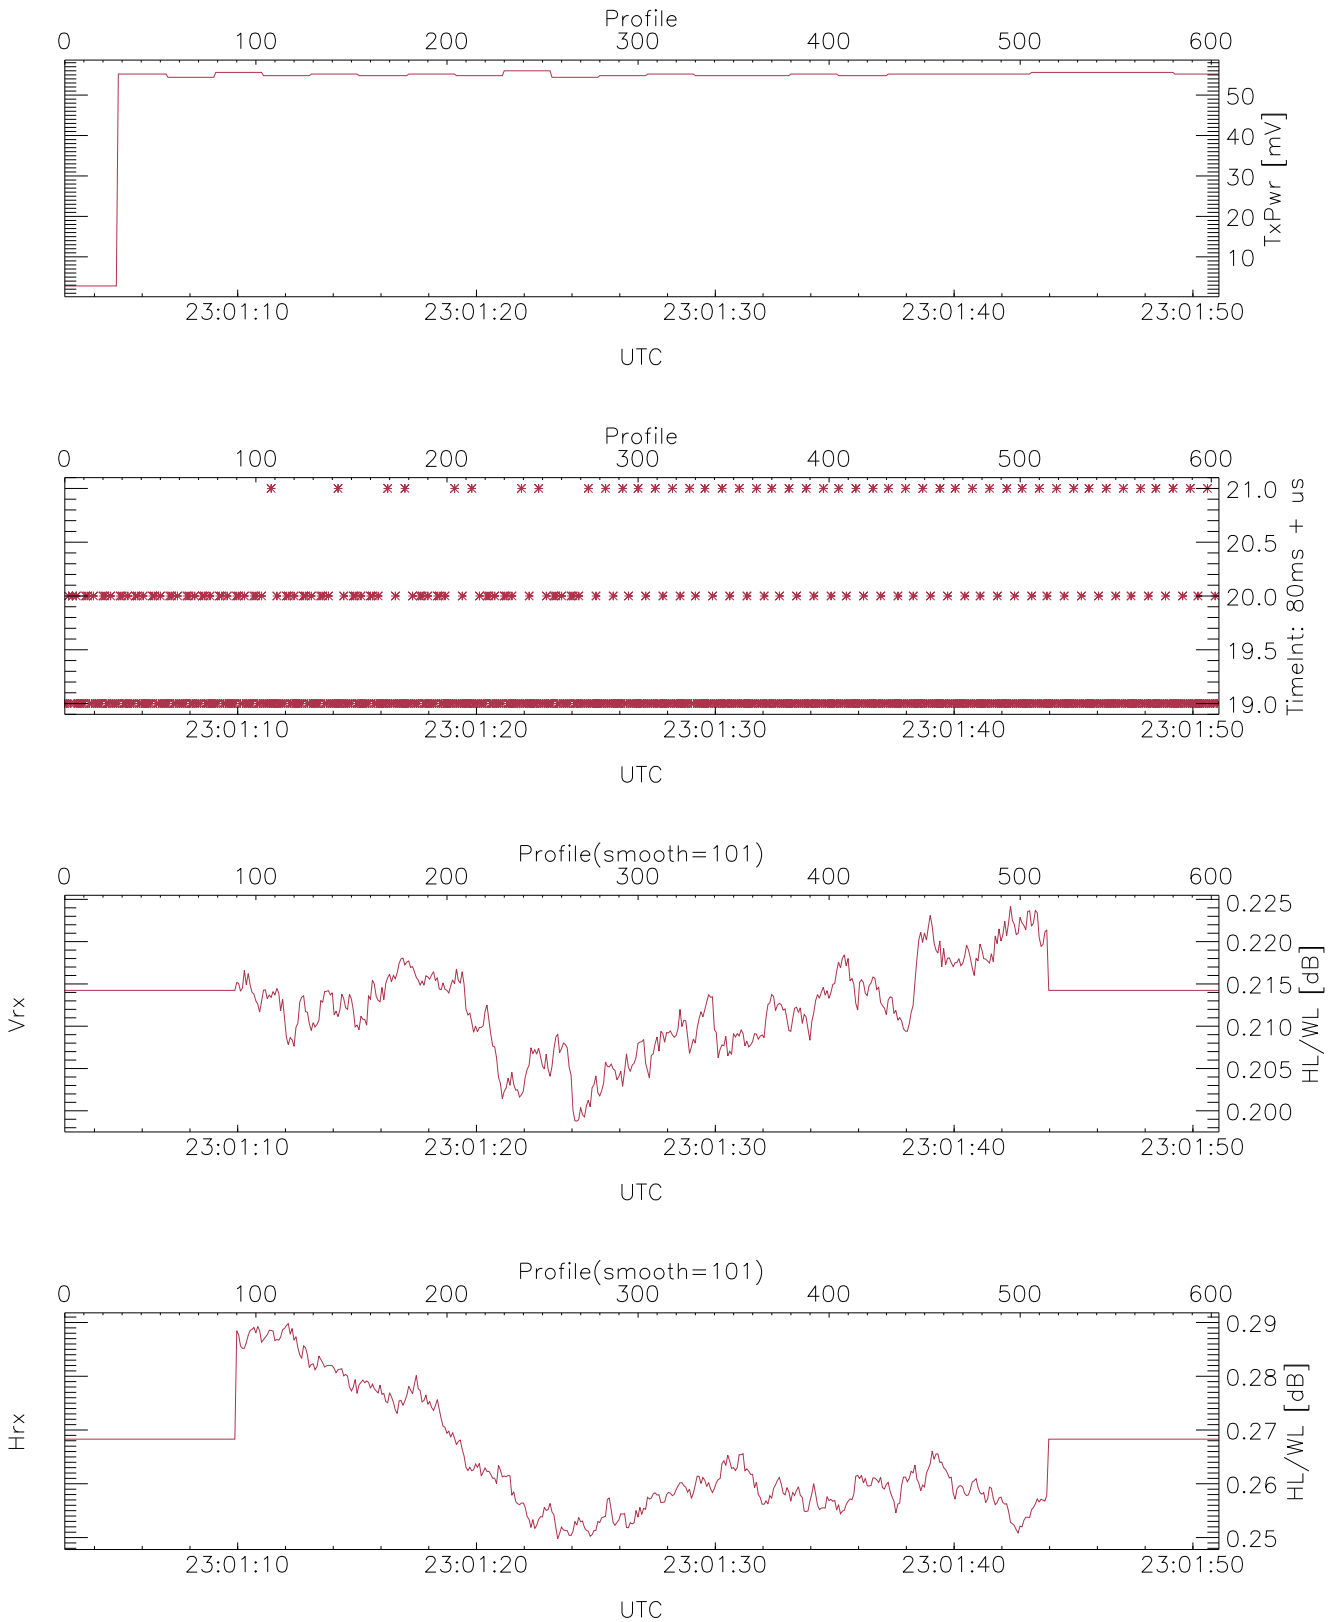 Profile
0 100 200 300 400 500 600
50
40
30
20
10
TxPwr [mV]
23:01:10 23:01:20 23:01:30 23:01:40 23:01:50
UTC
Profile
0 100 200 300 400 500 600
21.0
20.5
20.0
19.5
19.0
TimeInt: 80ms + us
23:01:10 23:01:20 23:01:30 23:01:40 23:01:50
UTC
Profile(smooth=101)
0 100 200 300 400 500 600
Vrx
0.225
0.220
0.215
0.210
0.205
0.200
HL/WL [dB]
23:01:10 23:01:20 23:01:30 23:01:40 23:01:50
UTC
Profile(smooth=101)
0 100 200 300 400 500 600
Hrx
0.29
0.28
0.27
0.26
0.25
HL/WL [dB]
23:01:10 23:01:20 23:01:30 23:01:40 23:01:50
UTC